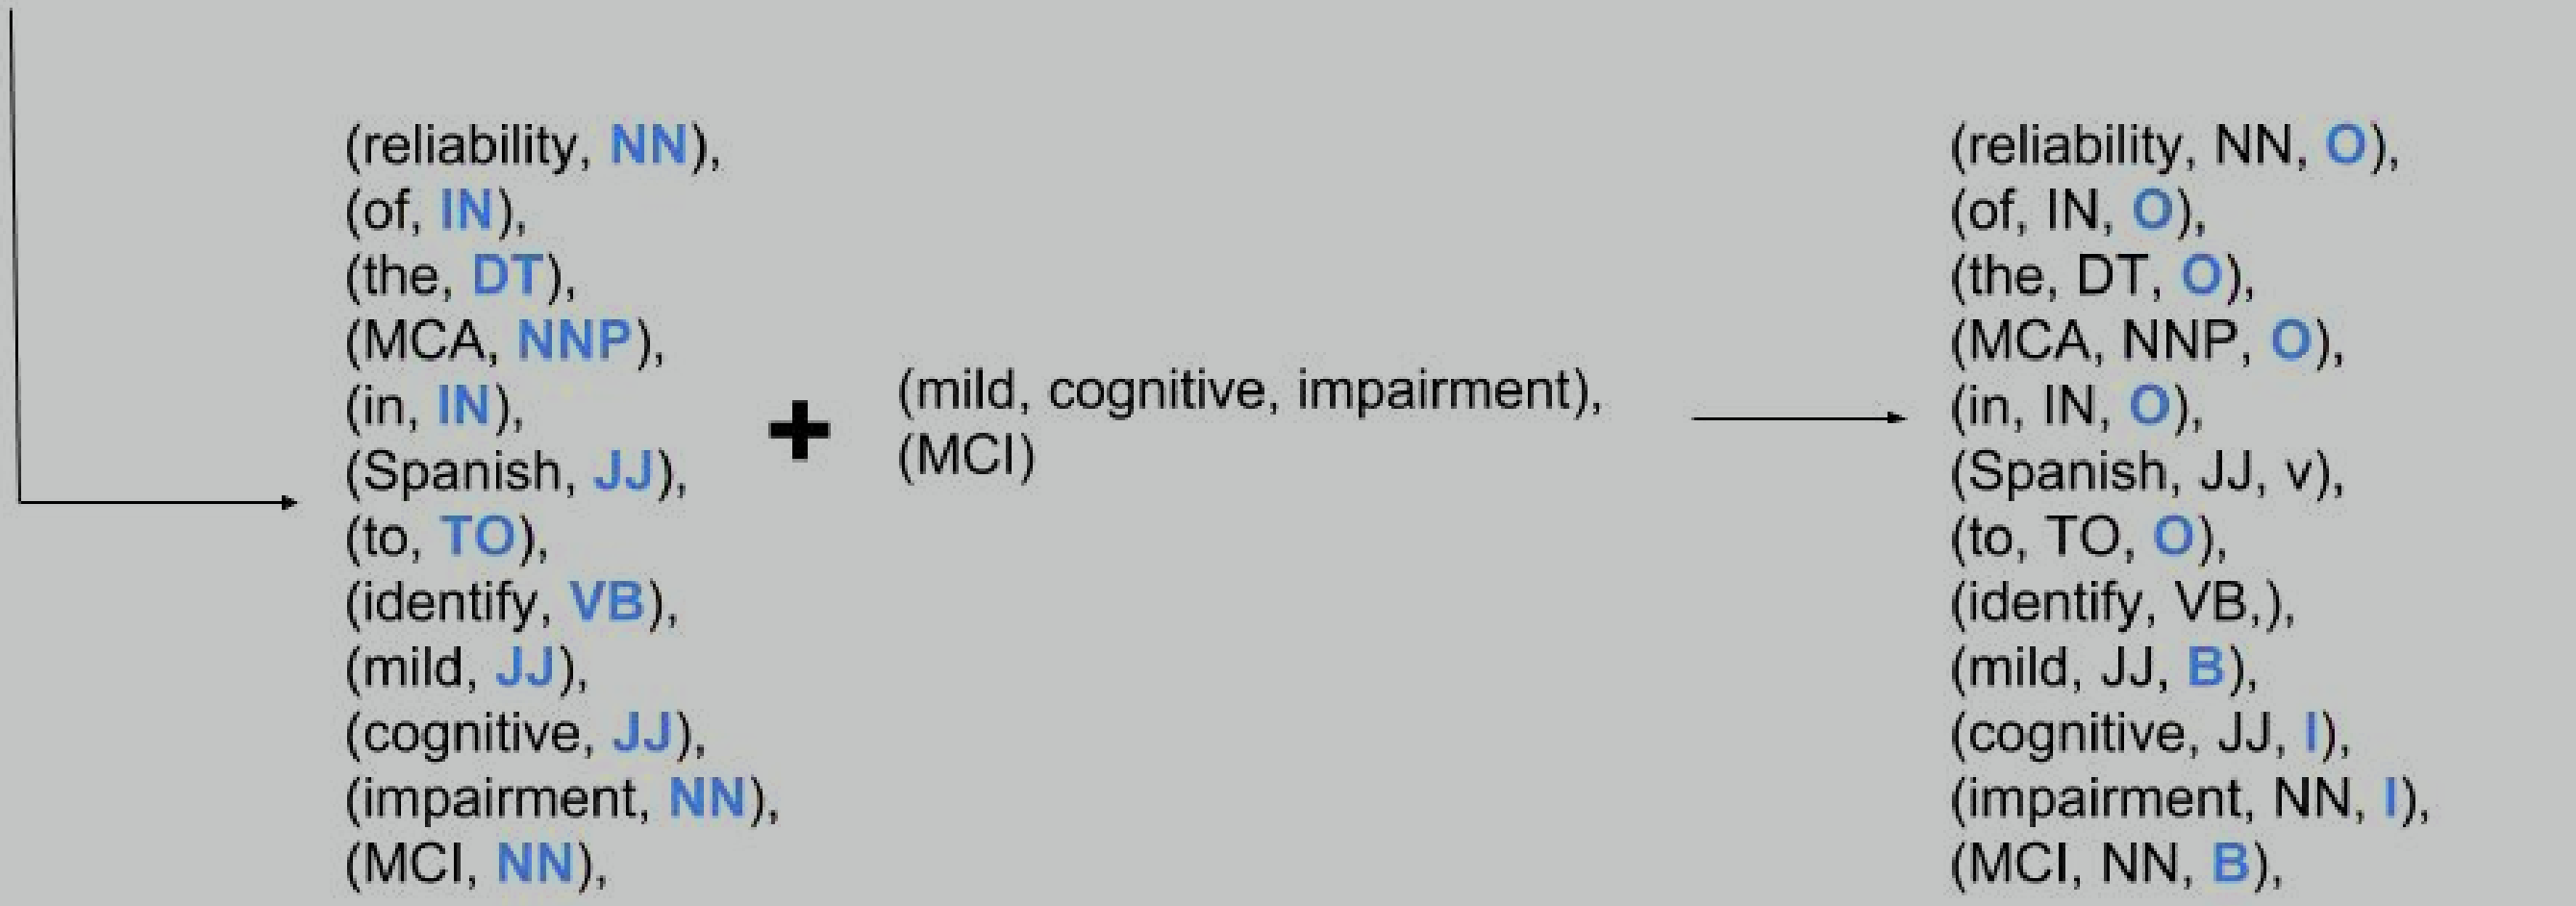 (reliability, NN),
(of, IN),
(the, DT),
(MCA, NNP),
(in, IN),
(Spanish, JJ),
(to, TO),
(identify, VB),
(mild, JJ),
(cognitive, JJ),
(impairment, NN),
(MCI, NN),
+
(mild, cognitive, impairment),
(MCI)
(reliability, NN, O),
(of, IN, O),
(the, DT, O),
(MCA, NNP, O),
(in, IN, O),
(Spanish, JJ, v),
(to, TO, O),
(identify, VB,),
(mild, JJ, B),
(cognitive, JJ, I),
(impairment, NN, I),
(MCI, NN, B),